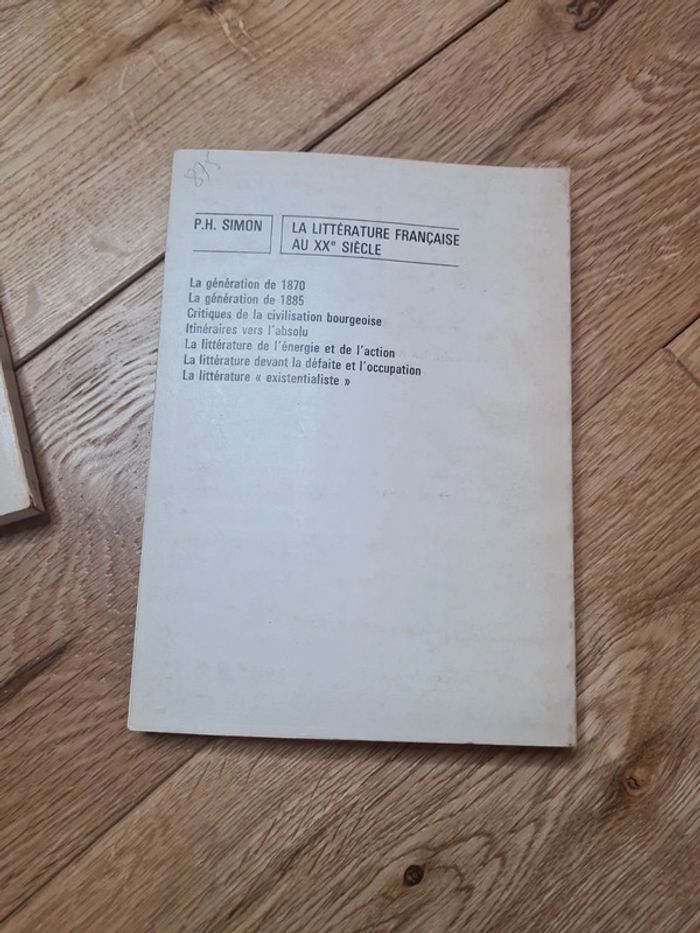 P.H. SIMON
LA LITTÉRATURE FRANÇAISE
AU XXᵉ SIÈCLE
La génération de 1870
La génération de 1885
Critiques de la civilisation bourgeoise
Itinéraires vers l'absolu
La littérature de l'énergie et de l'action
La littérature devant la défaite et l'occupation
La littérature « existentialiste »